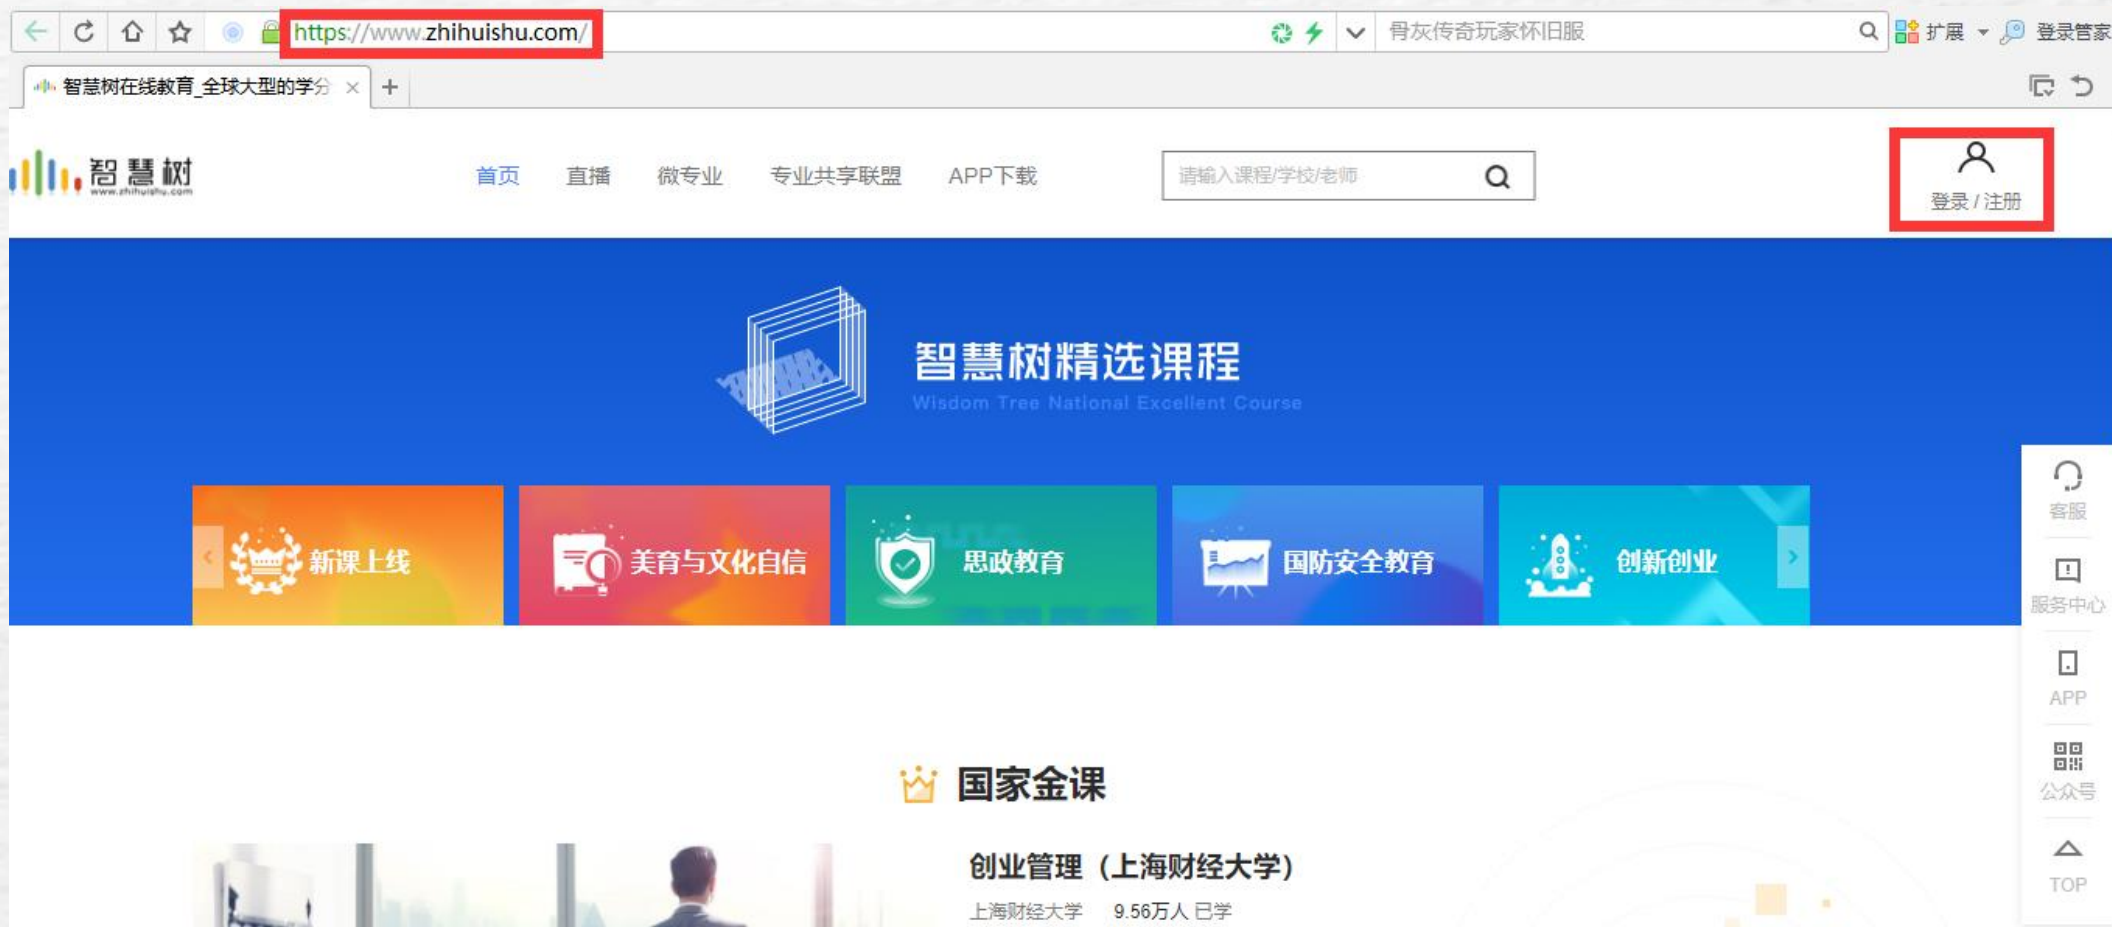 https://www.zhihuishu.com/
骨灰传奇玩家怀旧服
扩展
登录管家
智慧树在线教育_全球大型的学分
智慧树
www.zhihuishu.com
首页
直播
微专业
专业共享联盟
APP下载
请输入课程/学校/老师
登录 / 注册
智慧树精选课程
Wisdom Tree National Excellent Course
新课上线
美育与文化自信
思政教育
国防安全教育
创新创业
客服
服务中心
APP
公众号
TOP
国家金课
创业管理（上海财经大学）
上海财经大学 9.56万人 已学